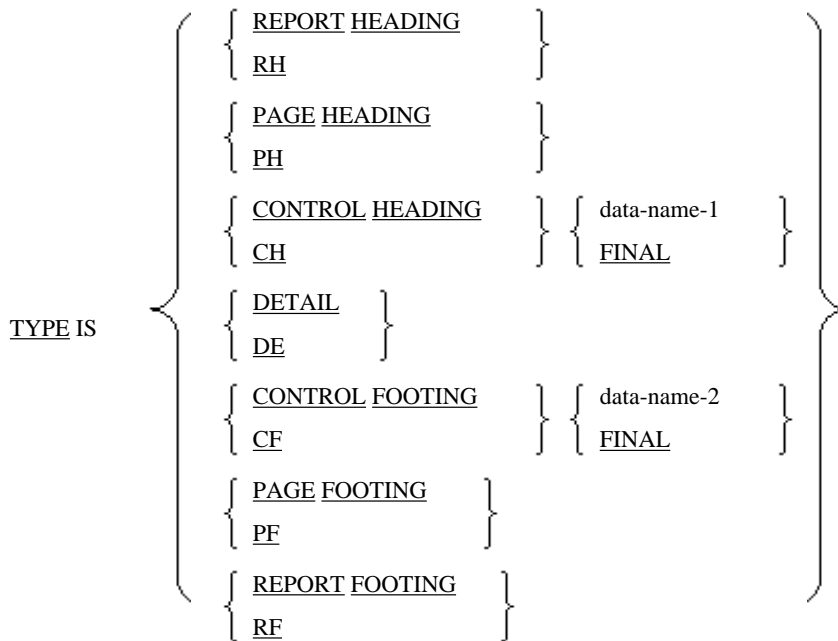 REPORT HEADING
RH
PAGE HEADING
PH
CONTROL HEADING data-name-1
CH FINAL
DETAIL
TYPE IS
DE
CONTROL FOOTING data-name-2
CF FINAL
PAGE FOOTING
PF
REPORT FOOTING
RF